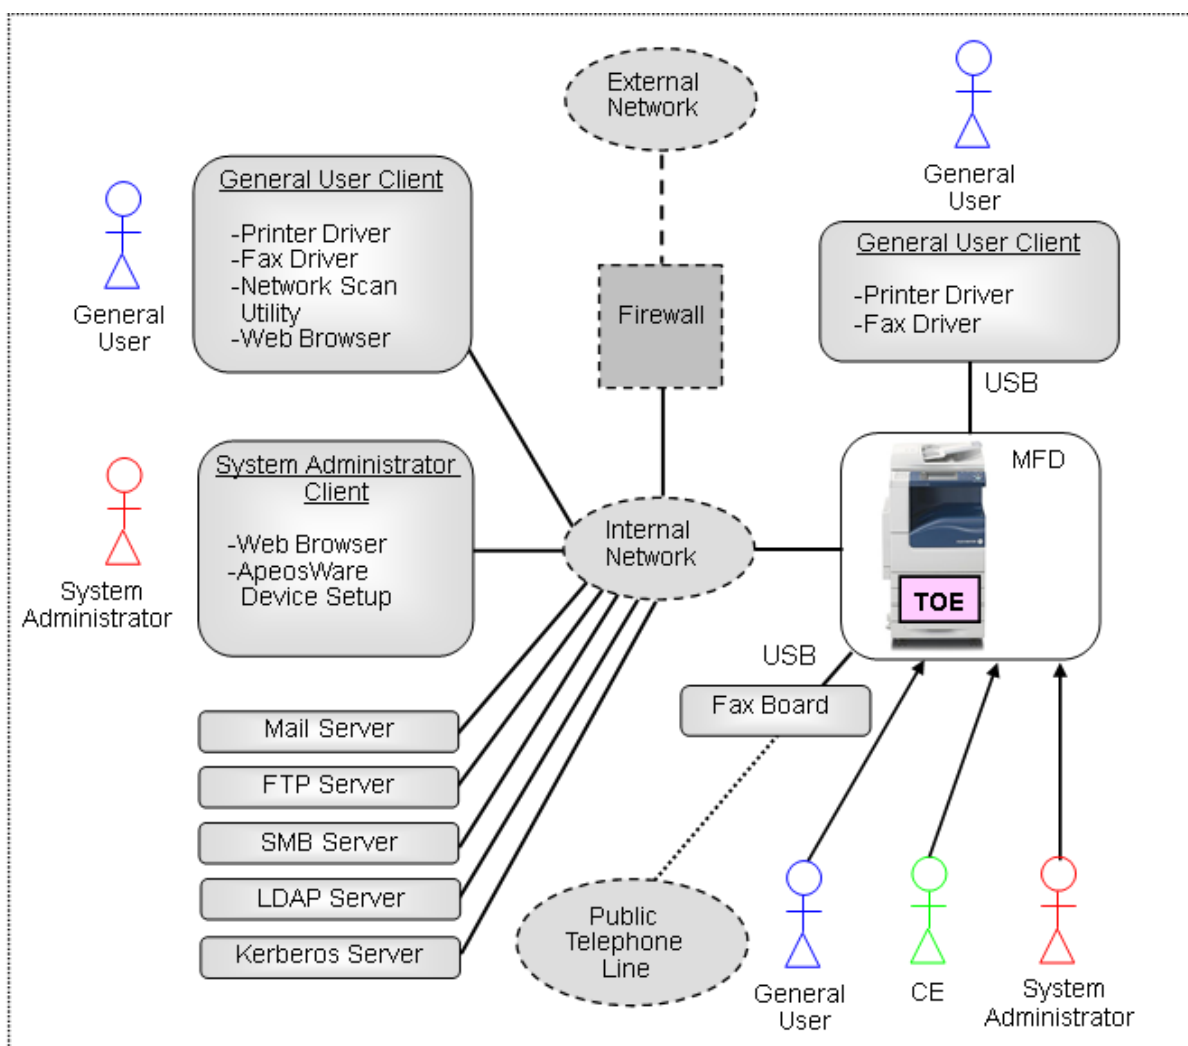 External
Network
General
User
General User Client
-Printer Driver
-Fax Driver
-Network Scan
Utility
-Web Browser
General
User
General User Client
-Printer Driver
-Fax Driver
Firewall
USB
MFD
TOE
System Administrator
Client
-Web Browser
-ApeosWare
Device Setup
System
Administrator
Internal
Network
USB
Fax Board
Mail Server
FTP Server
SMB Server
LDAP Server
Kerberos Server
Public
Telephone
Line
General
User
CE
System
Administrator